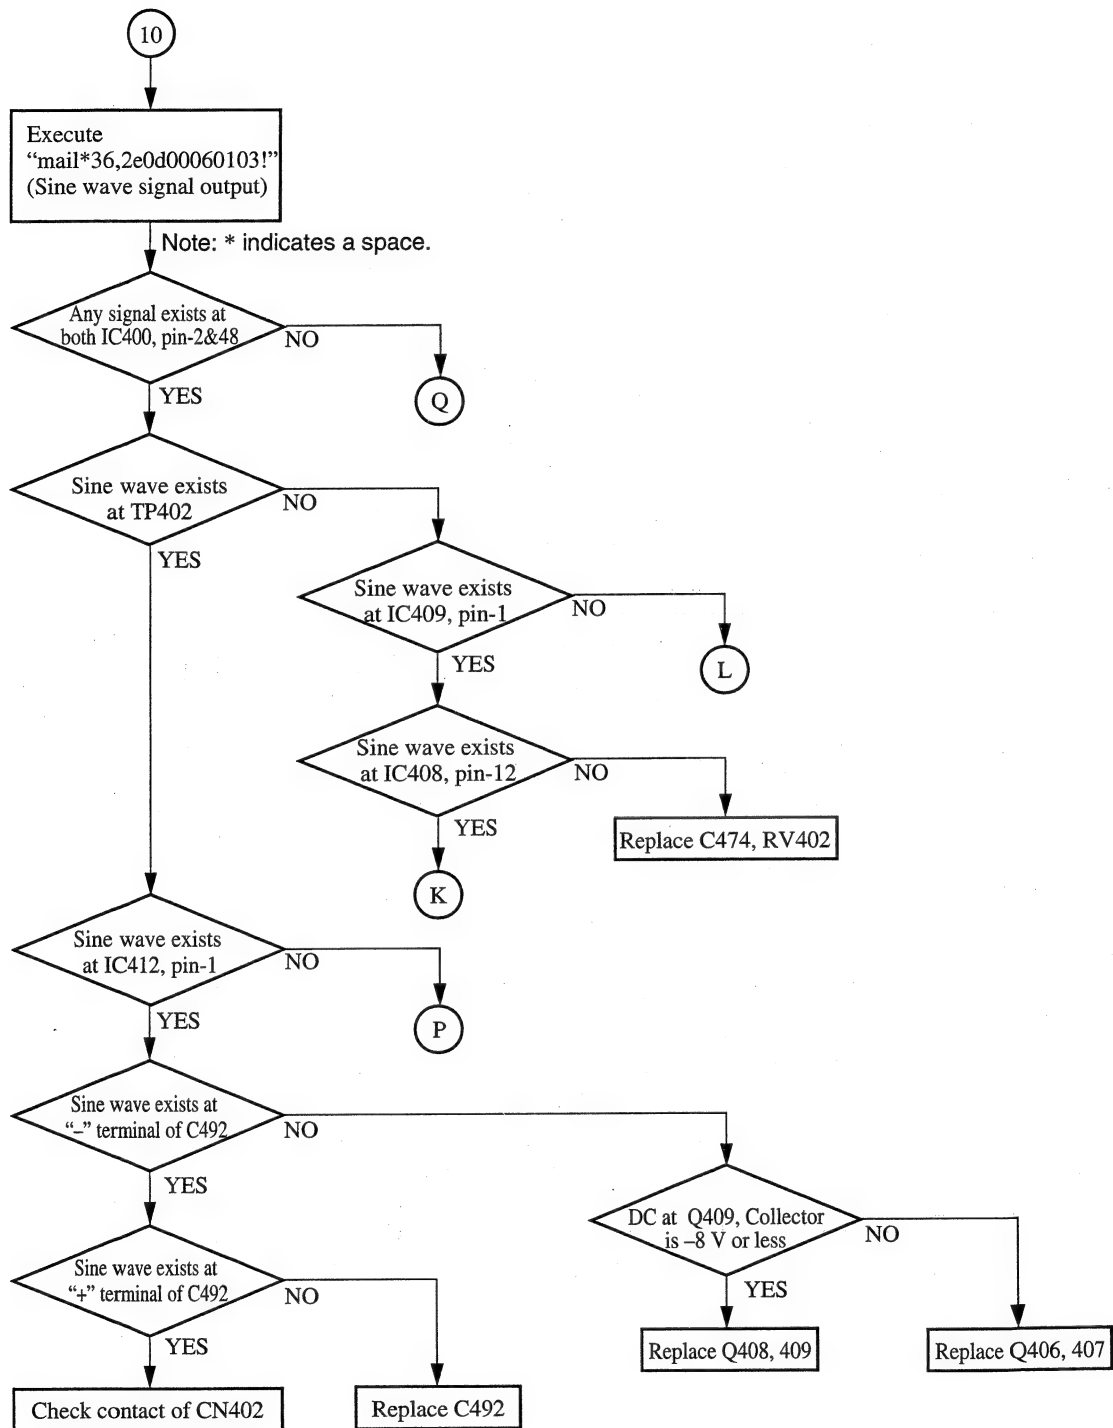 10
Execute
“mail*36,2e0d00060103!”
(Sine wave signal output)
Note: * indicates a space.
Any signal exists at
both IC400, pin-2&48
NO
YES
Q
Sine wave exists
at TP402
NO
YES
Sine wave exists
at IC409, pin-1
NO
YES
L
Sine wave exists
at IC408, pin-12
NO
YES
Replace C474, RV402
K
Sine wave exists
at IC412, pin-1
NO
YES
P
Sine wave exists at
“–” terminal of C492
NO
YES
DC at Q409, Collector
is –8 V or less
NO
YES
Sine wave exists at
“+” terminal of C492
NO
YES
Replace Q408, 409
Replace Q406, 407
Check contact of CN402
Replace C492